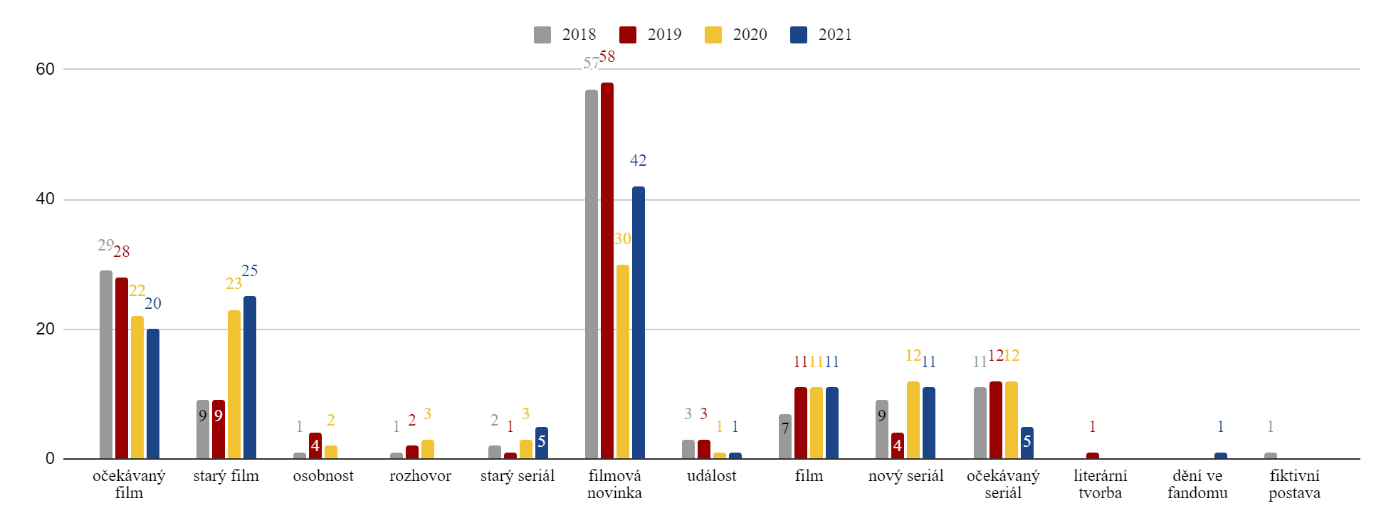 2018 2019 2020 2021
60
40
20
0
29 28 22 20
9 9 23 25
1 4 2
1 2 3
2 1 3 5
57 58 30 42
3 3 1 1
7 11 11 11
9 4 12 11
11 12 12 5
1
1
1
očekávaný
film
starý film
osobnost
rozhovor
starý seriál
filmová
novinka
událost
film
nový seriál
očekávaný
seriál
literární
tvorba
dění ve
fandomu
fiktivní
postava